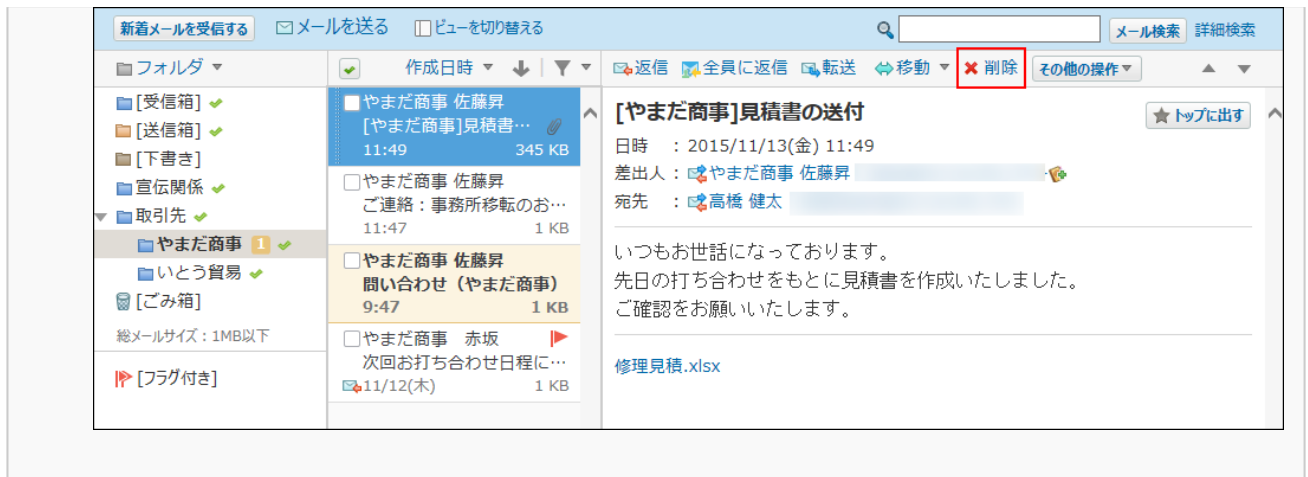 新着メールを受信する メールを送る ビューを切り替える メール検索 詳細検索
フォルダ 作成日時 返信 全員に返信 転送 移動 削除 その他の操作
[受信箱]
[送信箱]
[下書き]
宣伝関係
取引先
やまだ商事 1
いとう貿易
[ごみ箱]
総メールサイズ：1MB以下
[フラグ付き]
やまだ商事 佐藤昇
[やまだ商事]見積書…
11:49 345 KB
やまだ商事 佐藤昇
ご連絡：事務所移転のお…
11:47 1 KB
やまだ商事 佐藤昇
問い合わせ（やまだ商事）
9:47 1 KB
やまだ商事　赤坂
次回お打ち合わせ日程に…
11/12(木) 1 KB
[やまだ商事]見積書の送付 トップに出す
日時 ：2015/11/13(金) 11:49
差出人：やまだ商事 佐藤昇
宛先 ：高橋 健太
いつもお世話になっております。
先日の打ち合わせをもとに見積書を作成いたしました。
ご確認をお願いいたします。
修理見積.xlsx